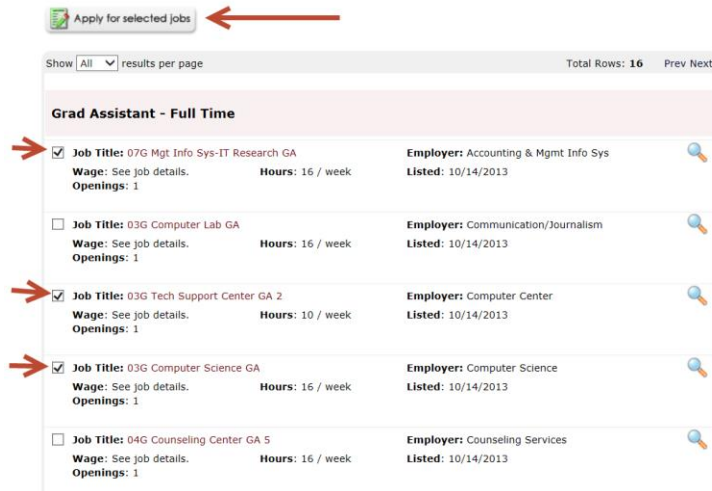 Apply for selected jobs
Show All results per page Total Rows: 16 Prev Next
Grad Assistant - Full Time
Job Title: 07G Mgt Info Sys-IT Research GA Employer: Accounting & Mgmt Info Sys
Wage: See job details. Hours: 16 / week Listed: 10/14/2013
Openings: 1
Job Title: 03G Computer Lab GA Employer: Communication/Journalism
Wage: See job details. Hours: 16 / week Listed: 10/14/2013
Openings: 1
Job Title: 03G Tech Support Center GA 2 Employer: Computer Center
Wage: See job details. Hours: 10 / week Listed: 10/14/2013
Openings: 1
Job Title: 03G Computer Science GA Employer: Computer Science
Wage: See job details. Hours: 16 / week Listed: 10/14/2013
Openings: 1
Job Title: 04G Counseling Center GA 5 Employer: Counseling Services
Wage: See job details. Hours: 16 / week Listed: 10/14/2013
Openings: 1